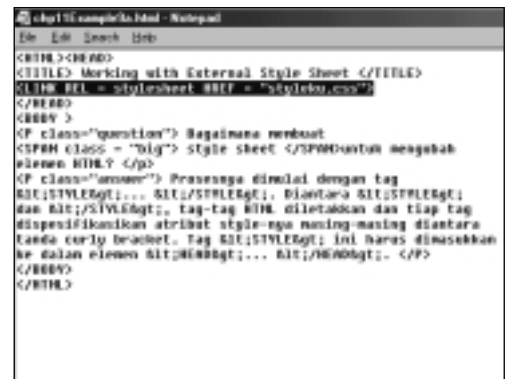 chp11Example9a.html - Notepad
File Edit Search Help
<HTML><HEAD>
<TITLE> Working with External Style Sheet </TITLE>
<LINK REL = stylesheet HREF = "styleku.css">
</HEAD>
<BODY >
<P class="question"> Bagaimana membuat
<SPAN class = "big"> style sheet </SPAN>untuk mengubah
elemen HTML? </p>
<P class="answer"> Prosesnya dimulai dengan tag
&lt;STYLE&gt;... &lt;/STYLE&gt;. Diantara &lt;STYLE&gt;
dan &lt;/STYLE&gt;, tag-tag HTML diletakkan dan tiap tag
dispesifikasikan atribut style-nya masing-masing diantara
tanda curly bracket. Tag &lt;STYLE&gt; ini harus dimasukkan
ke dalam elemen &lt;HEAD&gt;... &lt;/HEAD&gt;. </P>
</BODY>
</HTML>